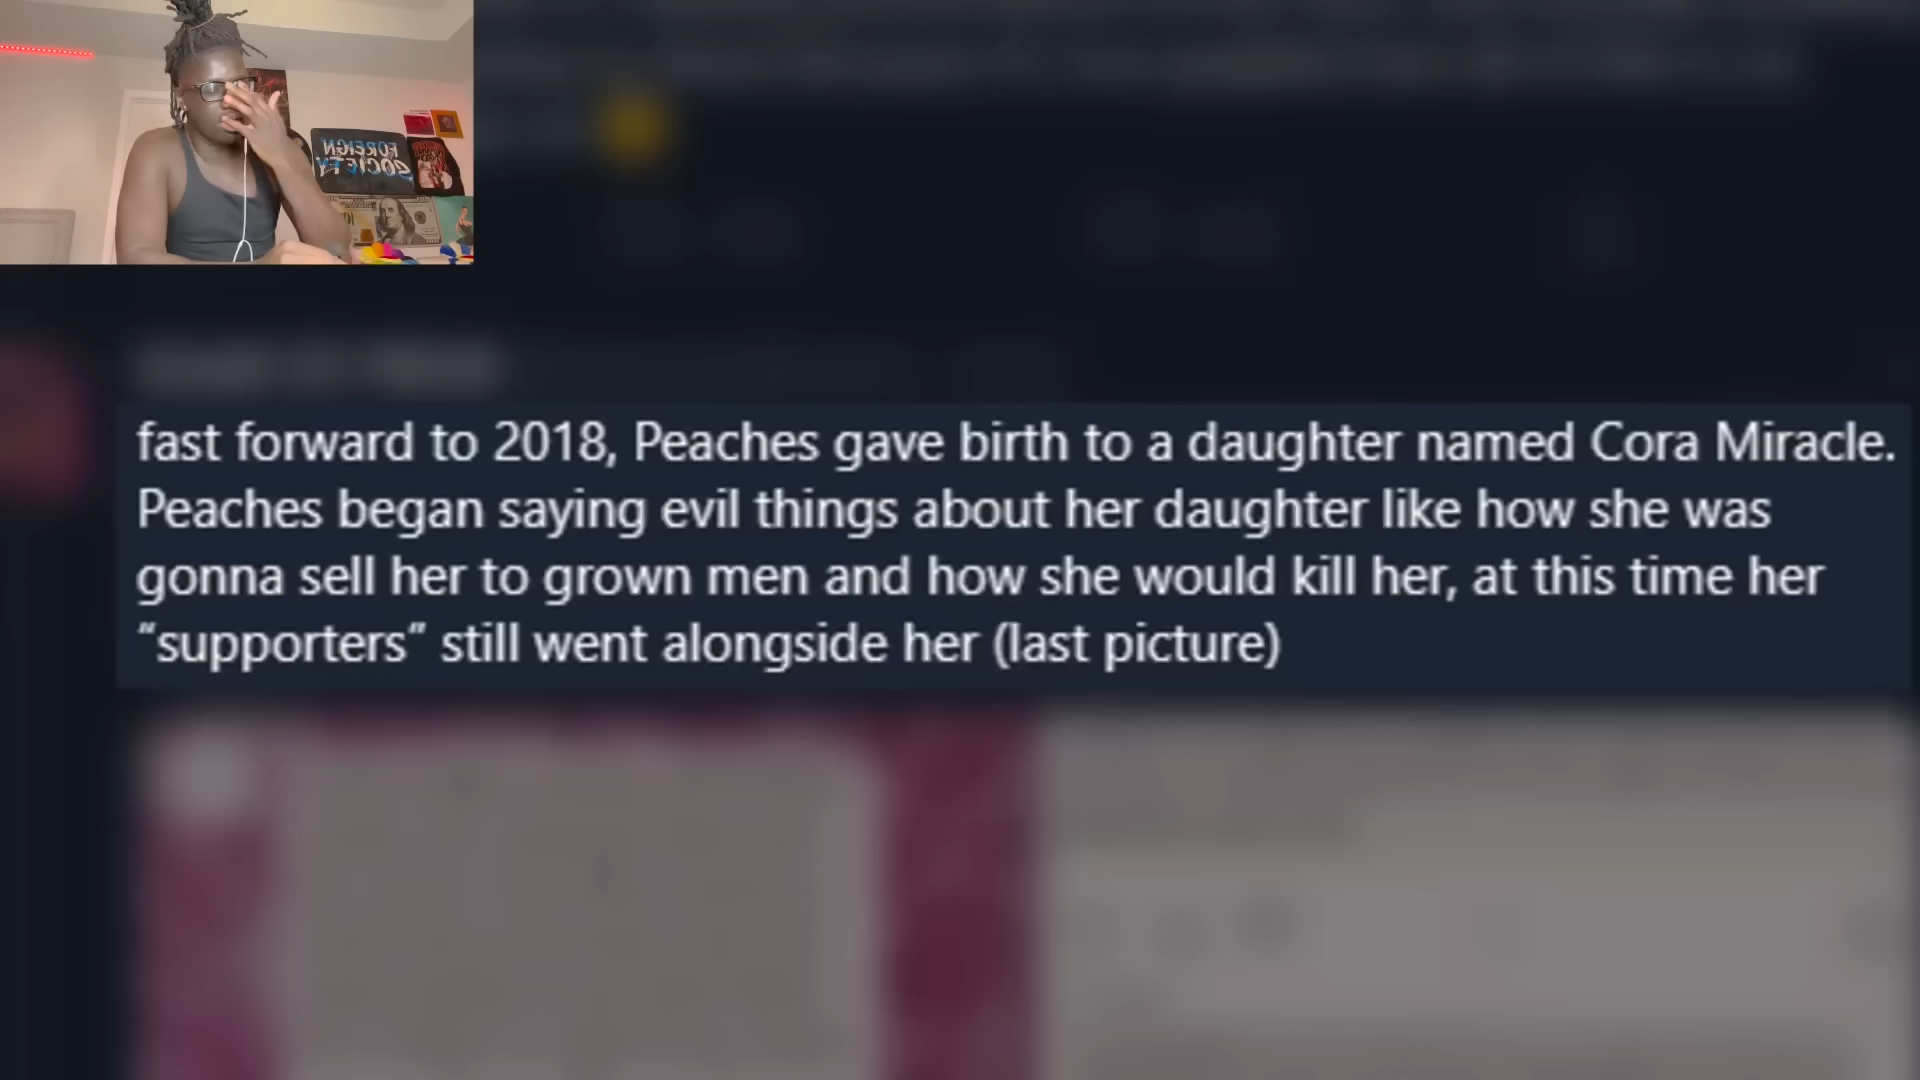 FOREIGN
SOCIETY
fast forward to 2018, Peaches gave birth to a daughter named Cora Miracle.
Peaches began saying evil things about her daughter like how she was
gonna sell her to grown men and how she would kill her, at this time her
“supporters” still went alongside her (last picture)